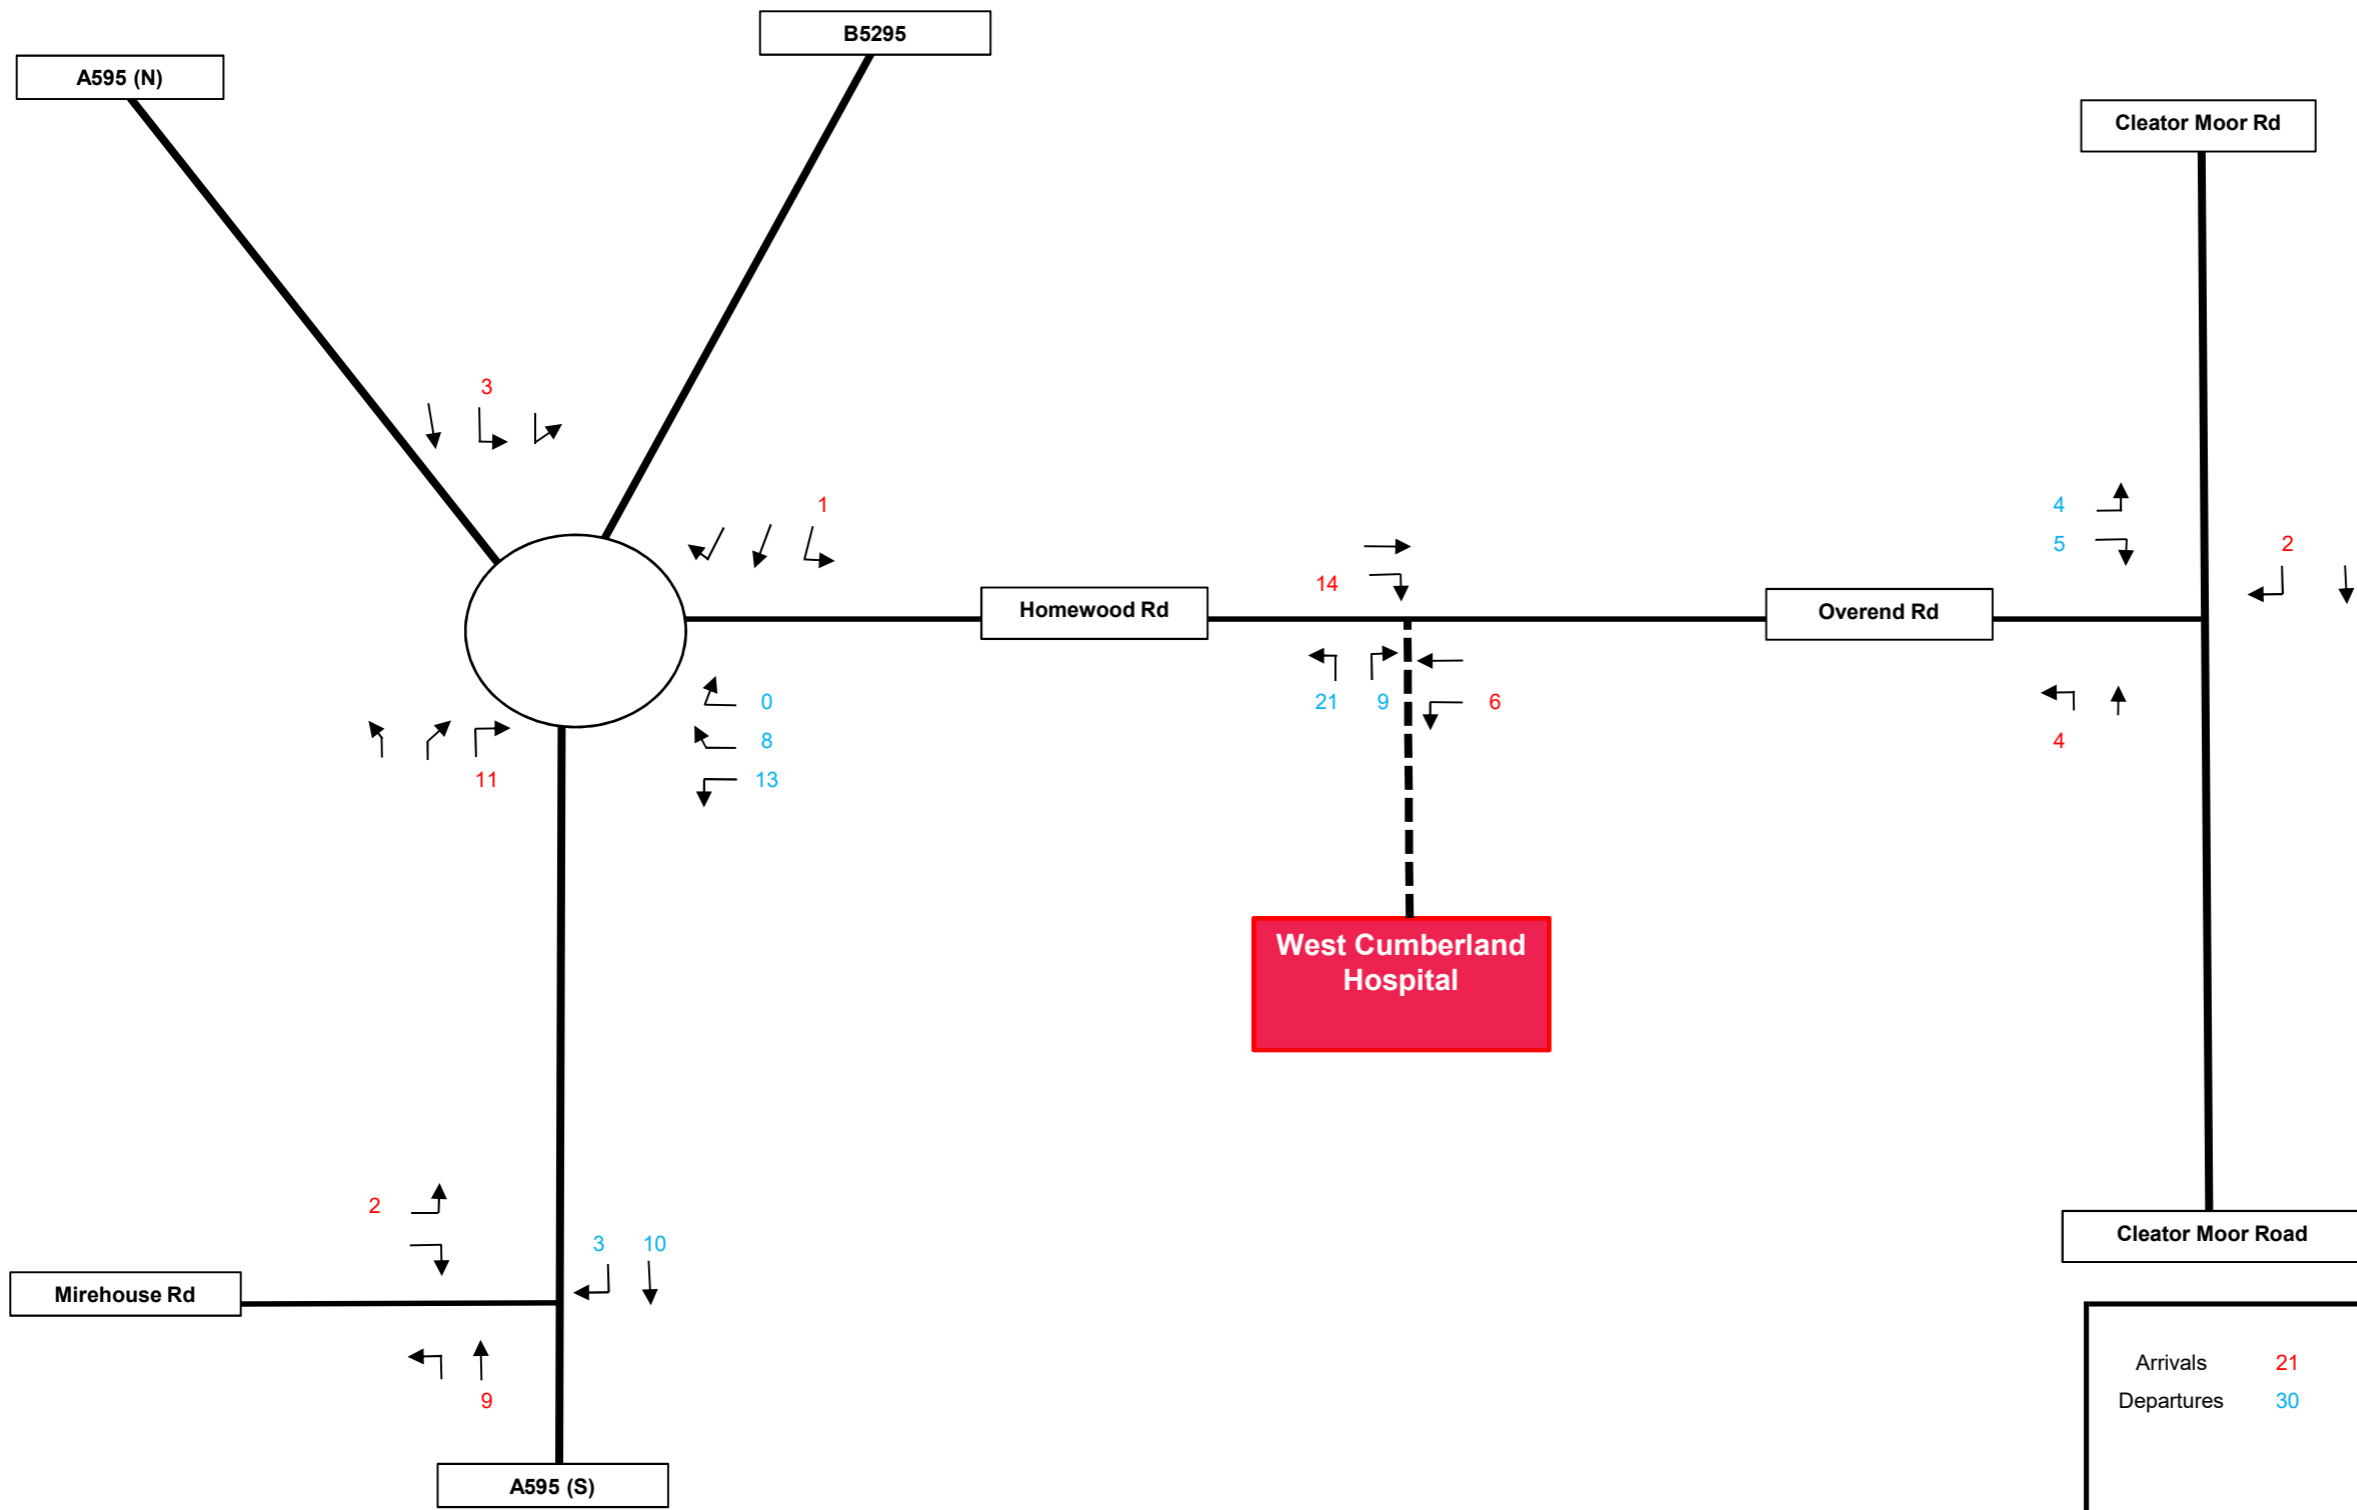 B5295
A595 (N)
Cleator Moor Rd
3
1
4
5
2
14
Homewood Rd
Overend Rd
0
21
9
6
8
4
11
13
West Cumberland
Hospital
2
3
10
Cleator Moor Road
Mirehouse Rd
Arrivals 21
9
Departures 30
A595 (S)